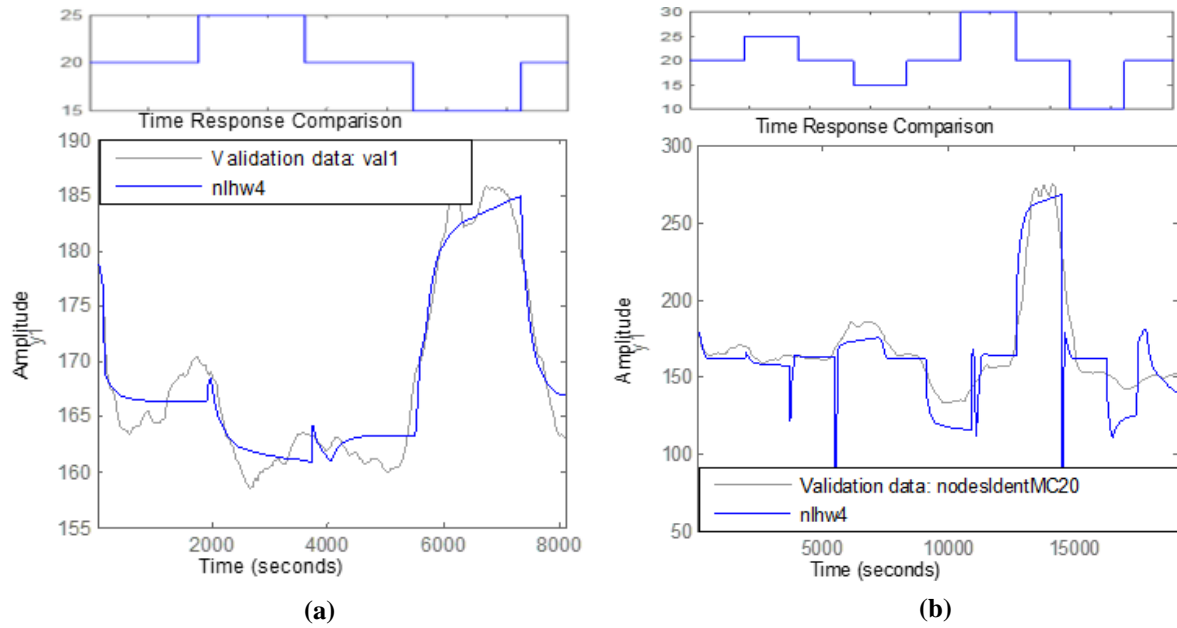 25
20
15
Time Response Comparison
190
185
180
175
170
165
160
155
Validation data: val1
nlhw4
Amplitude
y1
2000
4000
6000
8000
Time (seconds)
(a)
30
25
20
15
10
Time Response Comparison
300
250
200
150
100
50
Amplitude
y1
Validation data: nodesIdentMC20
nlhw4
5000
10000
15000
Time (seconds)
(b)